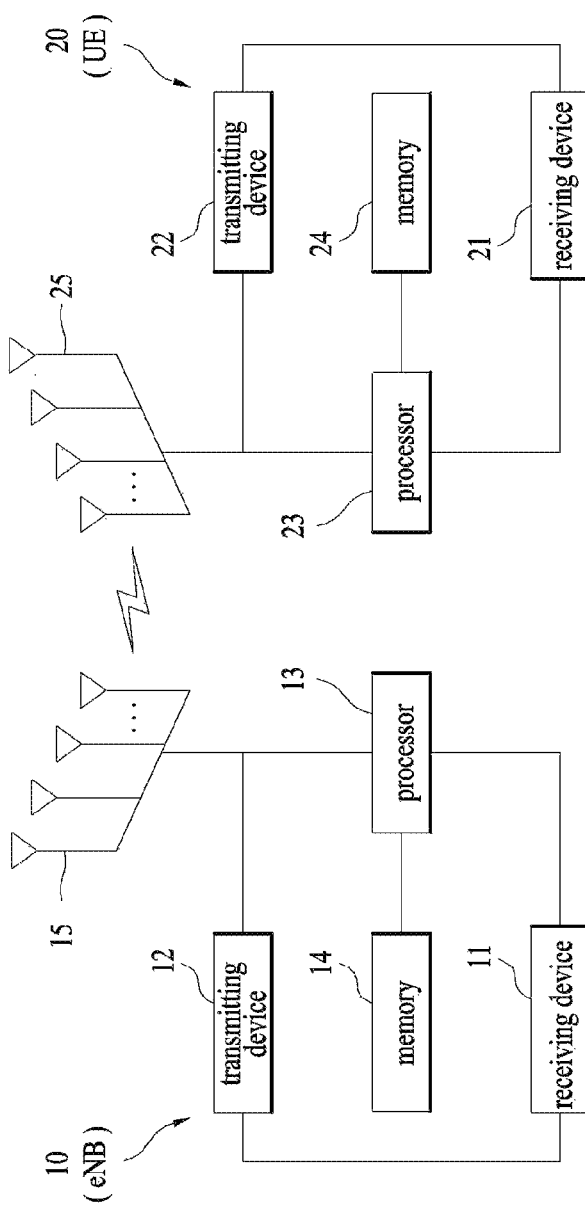 10
( eNB )
15
12
transmitting
device
14
memory
13
processor
11
receiving device
20
( UE )
25
22
transmitting
device
24
memory
23
processor
21
receiving device
. . .
. . .